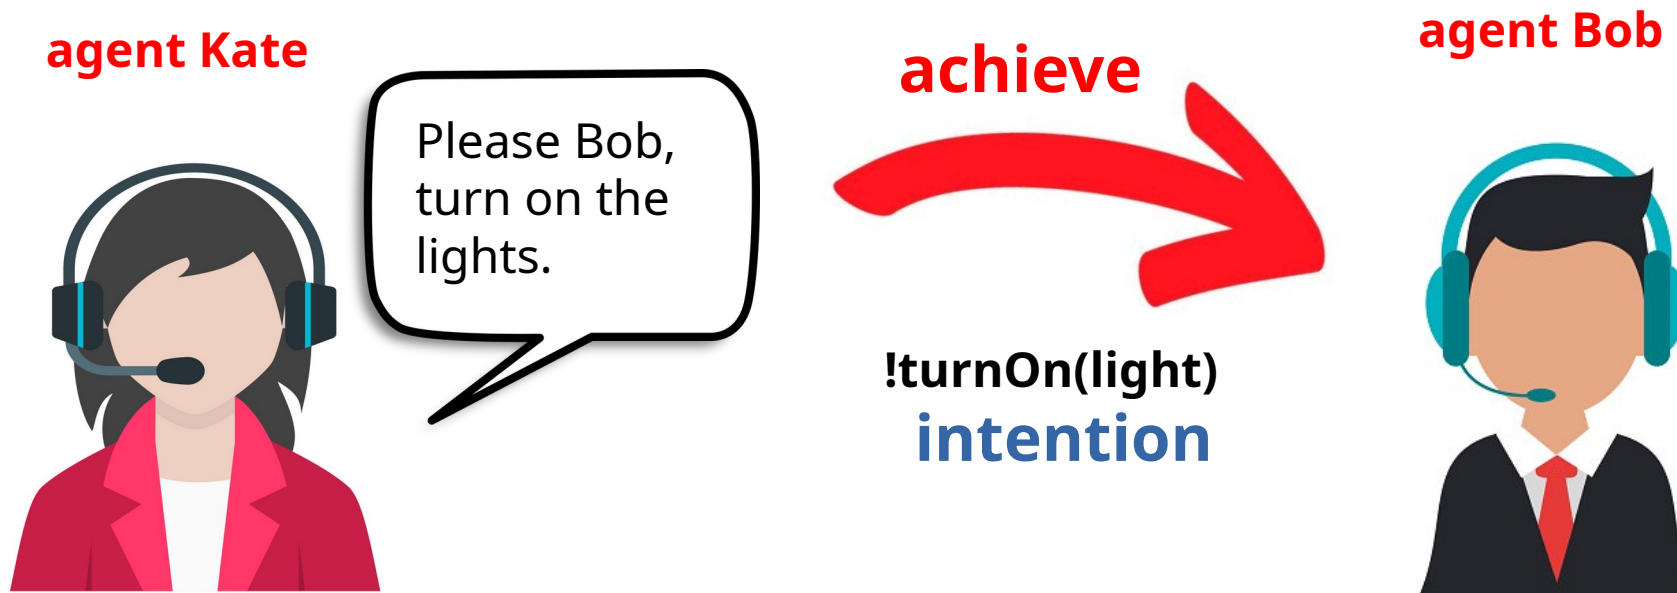 agent Kate
Please Bob,
turn on the
lights.
achieve
!turnOn(light)
intention
agent Bob